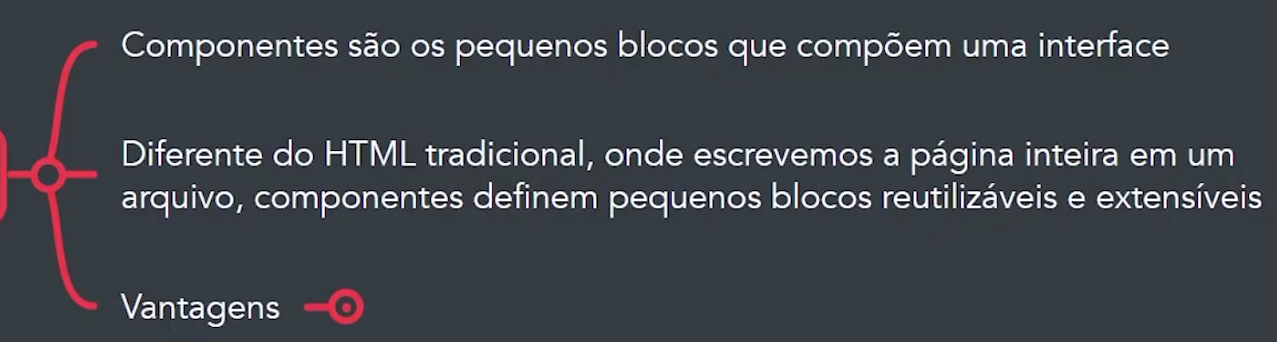 Componentes são os pequenos blocos que compõem uma interface
Diferente do HTML tradicional, onde escrevemos a página inteira em um
arquivo, componentes definem pequenos blocos reutilizáveis e extensíveis
Vantagens